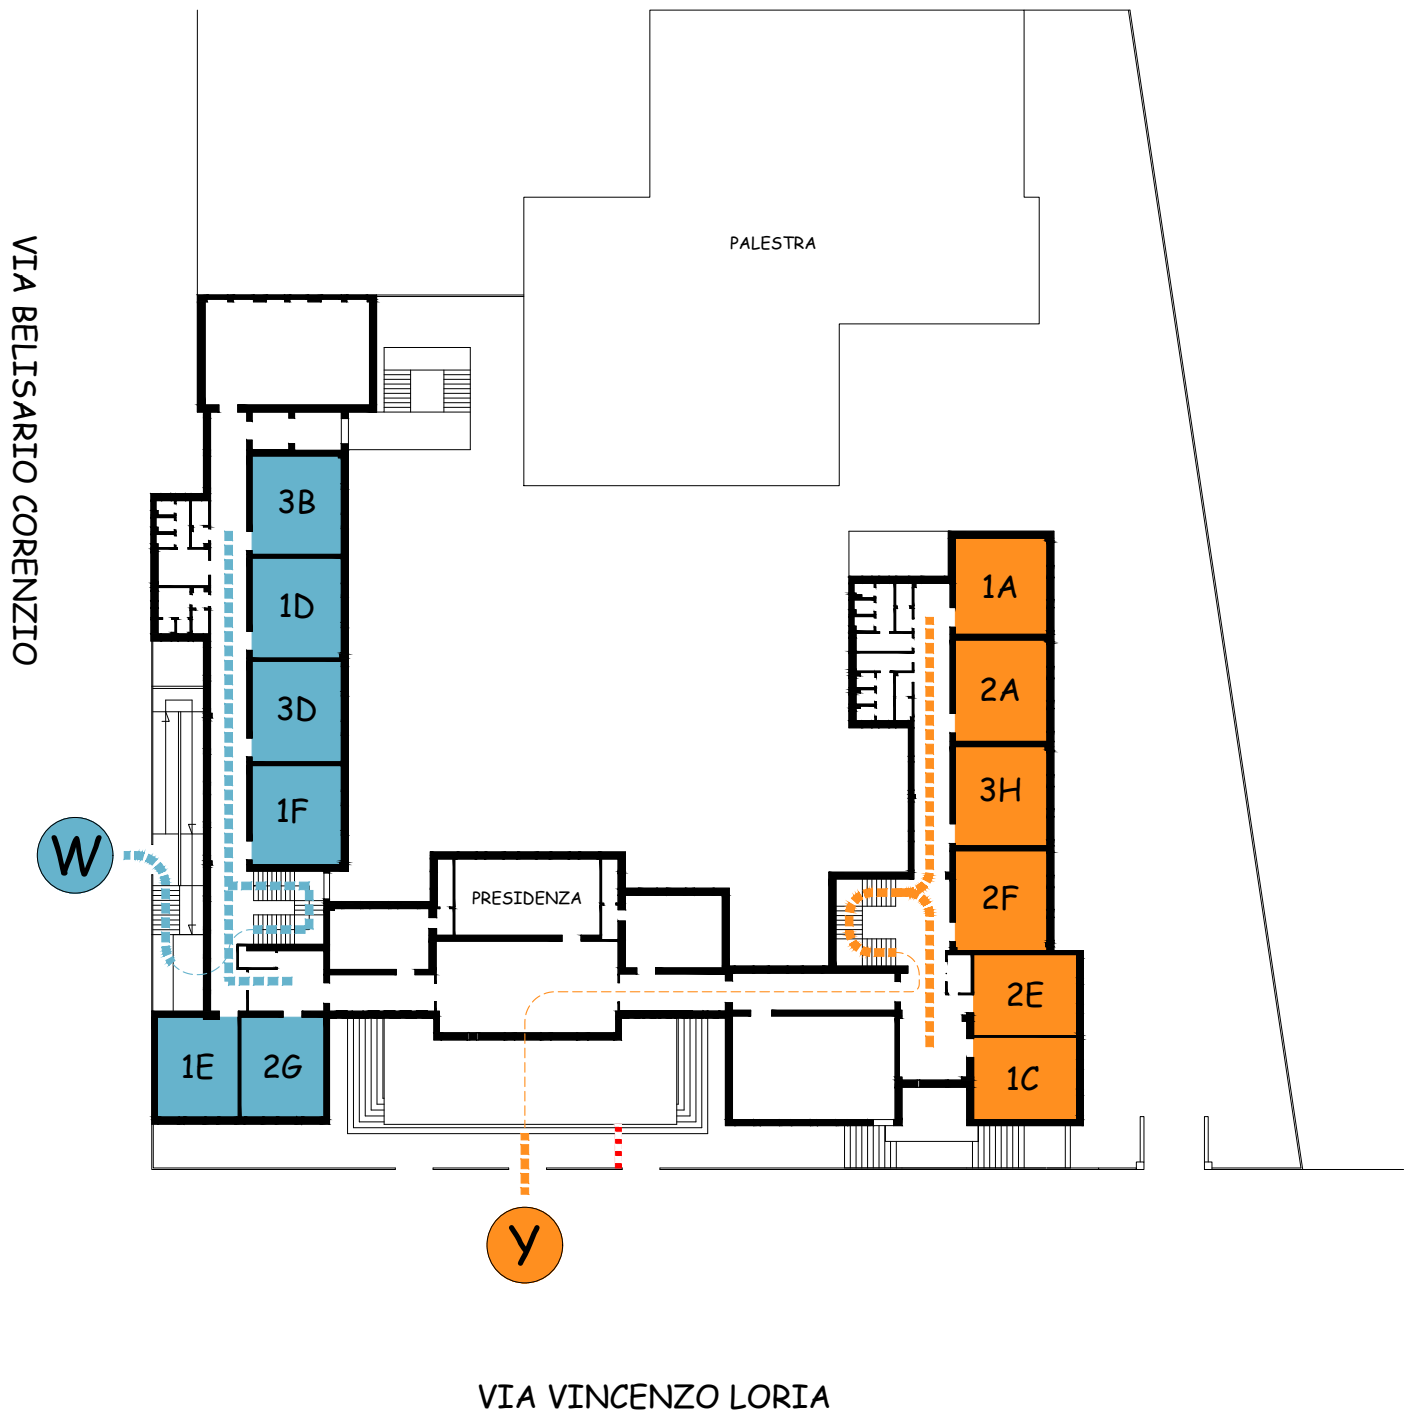 PALESTRA
VIA BELISARIO CORENZIO
3B
1D
3D
1F
W
1E
2G
PRESIDENZA
1A
2A
3H
2F
2E
1C
Y
VIA VINCENZO LORIA